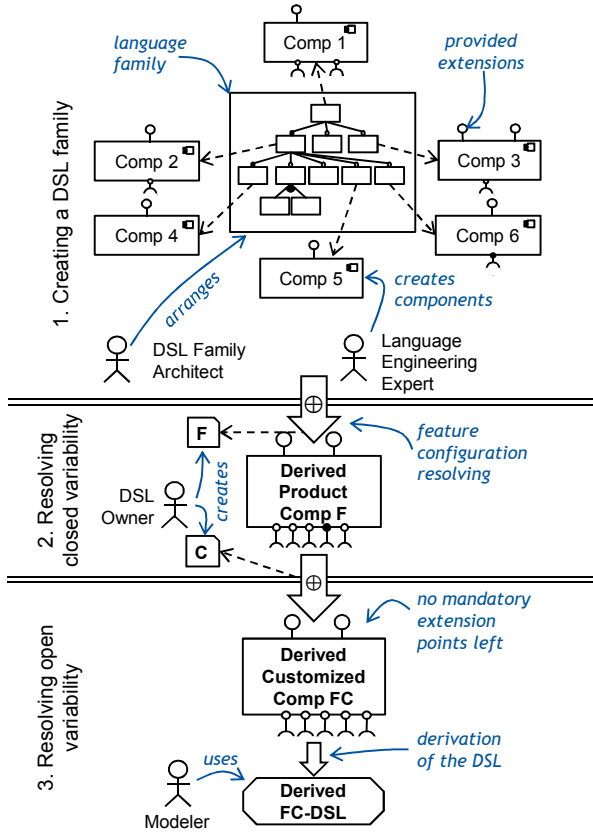 1. Creating a DSL family
language
family
Comp 1
provided
extensions
Comp 2
Comp 3
Comp 4
Comp 6
Comp 5
arranges
creates
components
DSL Family
Architect
Language
Engineering
Expert
2. Resolving
closed variability
F
feature
configuration
resolving
Derived
Product
Comp F
DSL
Owner
creates
C
3. Resolving open
variability
no mandatory
extension
points left
Derived
Customized
Comp FC
derivation
of the DSL
uses
Modeler
Derived
FC-DSL